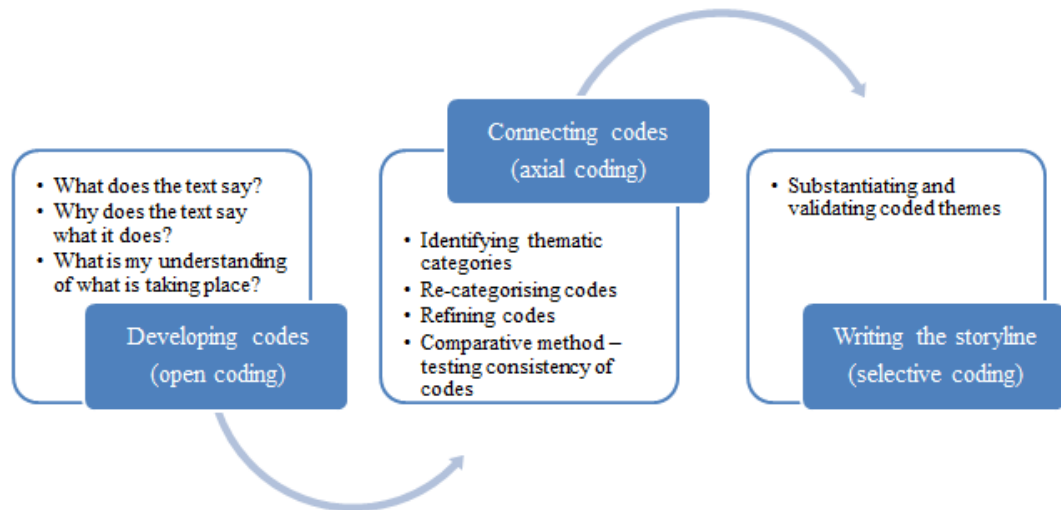 • What does the text say?
• Why does the text say
what it does?
• What is my understanding
of what is taking place?
Developing codes
(open coding)
Connecting codes
(axial coding)
• Identifying thematic
categories
• Re-categorising codes
• Refining codes
• Comparative method –
testing consistency of
codes
• Substantiating and
validating coded themes
Writing the storyline
(selective coding)